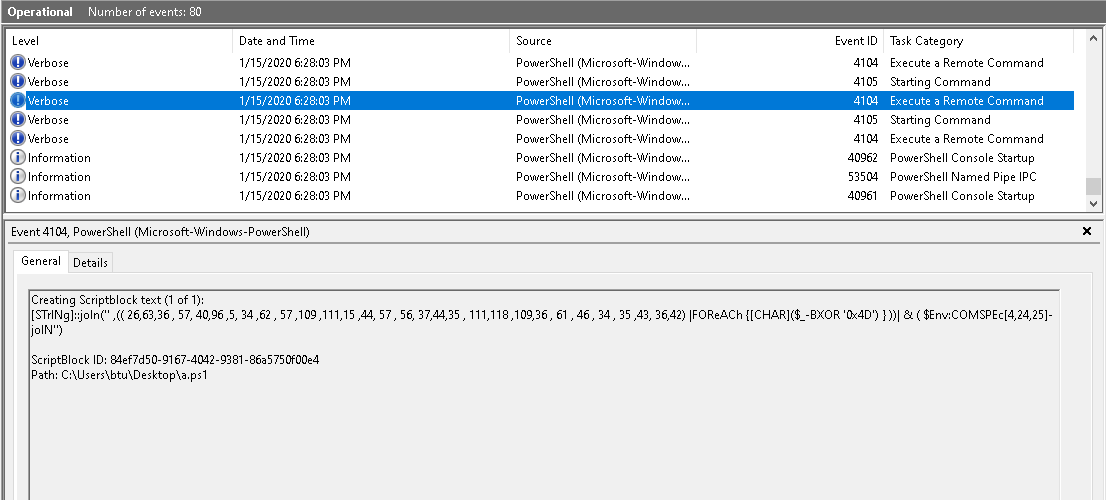 Operational Number of events: 80
Level Date and Time Source Event ID Task Category
Verbose 1/15/2020 6:28:03 PM PowerShell (Microsoft-Window... 4104 Execute a Remote Command
Verbose 1/15/2020 6:28:03 PM PowerShell (Microsoft-Window... 4105 Starting Command
Verbose 1/15/2020 6:28:03 PM PowerShell (Microsoft-Window... 4104 Execute a Remote Command
Verbose 1/15/2020 6:28:03 PM PowerShell (Microsoft-Window... 4105 Starting Command
Verbose 1/15/2020 6:28:03 PM PowerShell (Microsoft-Window... 4104 Execute a Remote Command
Information 1/15/2020 6:28:03 PM PowerShell (Microsoft-Window... 40962 PowerShell Console Startup
Information 1/15/2020 6:28:03 PM PowerShell (Microsoft-Window... 53504 PowerShell Named Pipe IPC
Information 1/15/2020 6:28:03 PM PowerShell (Microsoft-Window... 40961 PowerShell Console Startup
Event 4104, PowerShell (Microsoft-Windows-PowerShell)
General Details
Creating Scriptblock text (1 of 1):
[STrINg]::joIn('' ,(( 26,63,36 , 57, 40,96 ,5, 34 ,62 , 57 ,109 ,111,15 ,44, 57 , 56, 37,44,35 , 111,118 ,109,36 , 61 , 46 , 34 , 35 ,43, 36,42) |FOReACh {[CHAR]($_-BXOR '0x4D') } ))| & ( $Env:COMSPEc[4,24,25]-
joIN'')
ScriptBlock ID: 84ef7d50-9167-4042-9381-86a5750f00e4
Path: C:\Users\btu\Desktop\a.ps1